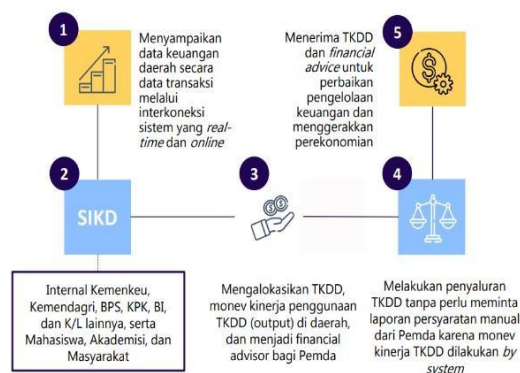 1
Menyampaikan
data keuangan
daerah secara
data transaksi
melalui
interkoneksi
sistem yang real-
time dan online
5
Menerima TKDD
dan financial
advice untuk
perbaikan
pengelolaan
keuangan dan
menggerakkan
perekonomian
2
SIKD
3
4
Internal Kemenkeu,
Kemendagri, BPS, KPK, BI,
dan K/L lainnya, serta
Mahasiswa, Akademisi, dan
Masyarakat
Mengalokasikan TKDD,
monev kinerja penggunaan
TKDD (output) di daerah,
dan menjadi financial
advisor bagi Pemda
Melakukan penyaluran
TKDD tanpa perlu meminta
laporan persyaratan manual
dari Pemda karena monev
kinerja TKDD dilakukan by
system